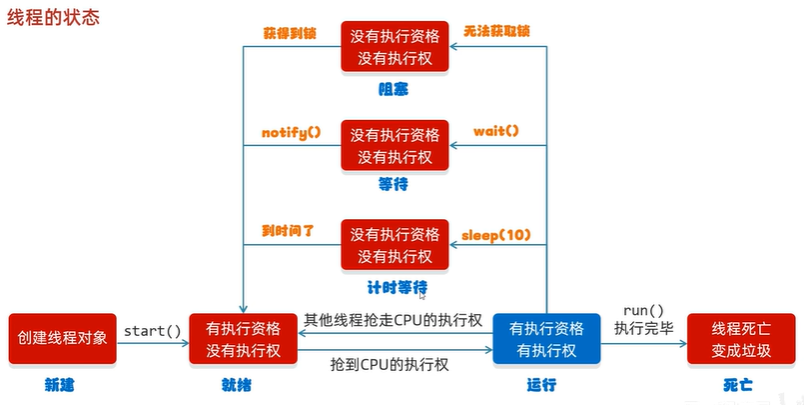 线程的状态
获得到锁
没有执行资格
没有执行权
无法获取锁
阻塞
notify()
没有执行资格
没有执行权
wait()
等待
到时间了
没有执行资格
没有执行权
sleep(10)
计时等待
创建线程对象
start()
有执行资格
没有执行权
其他线程抢走CPU的执行权
抢到CPU的执行权
有执行资格
有执行权
run()
执行完毕
线程死亡
变成垃圾
新建
就绪
运行
死亡